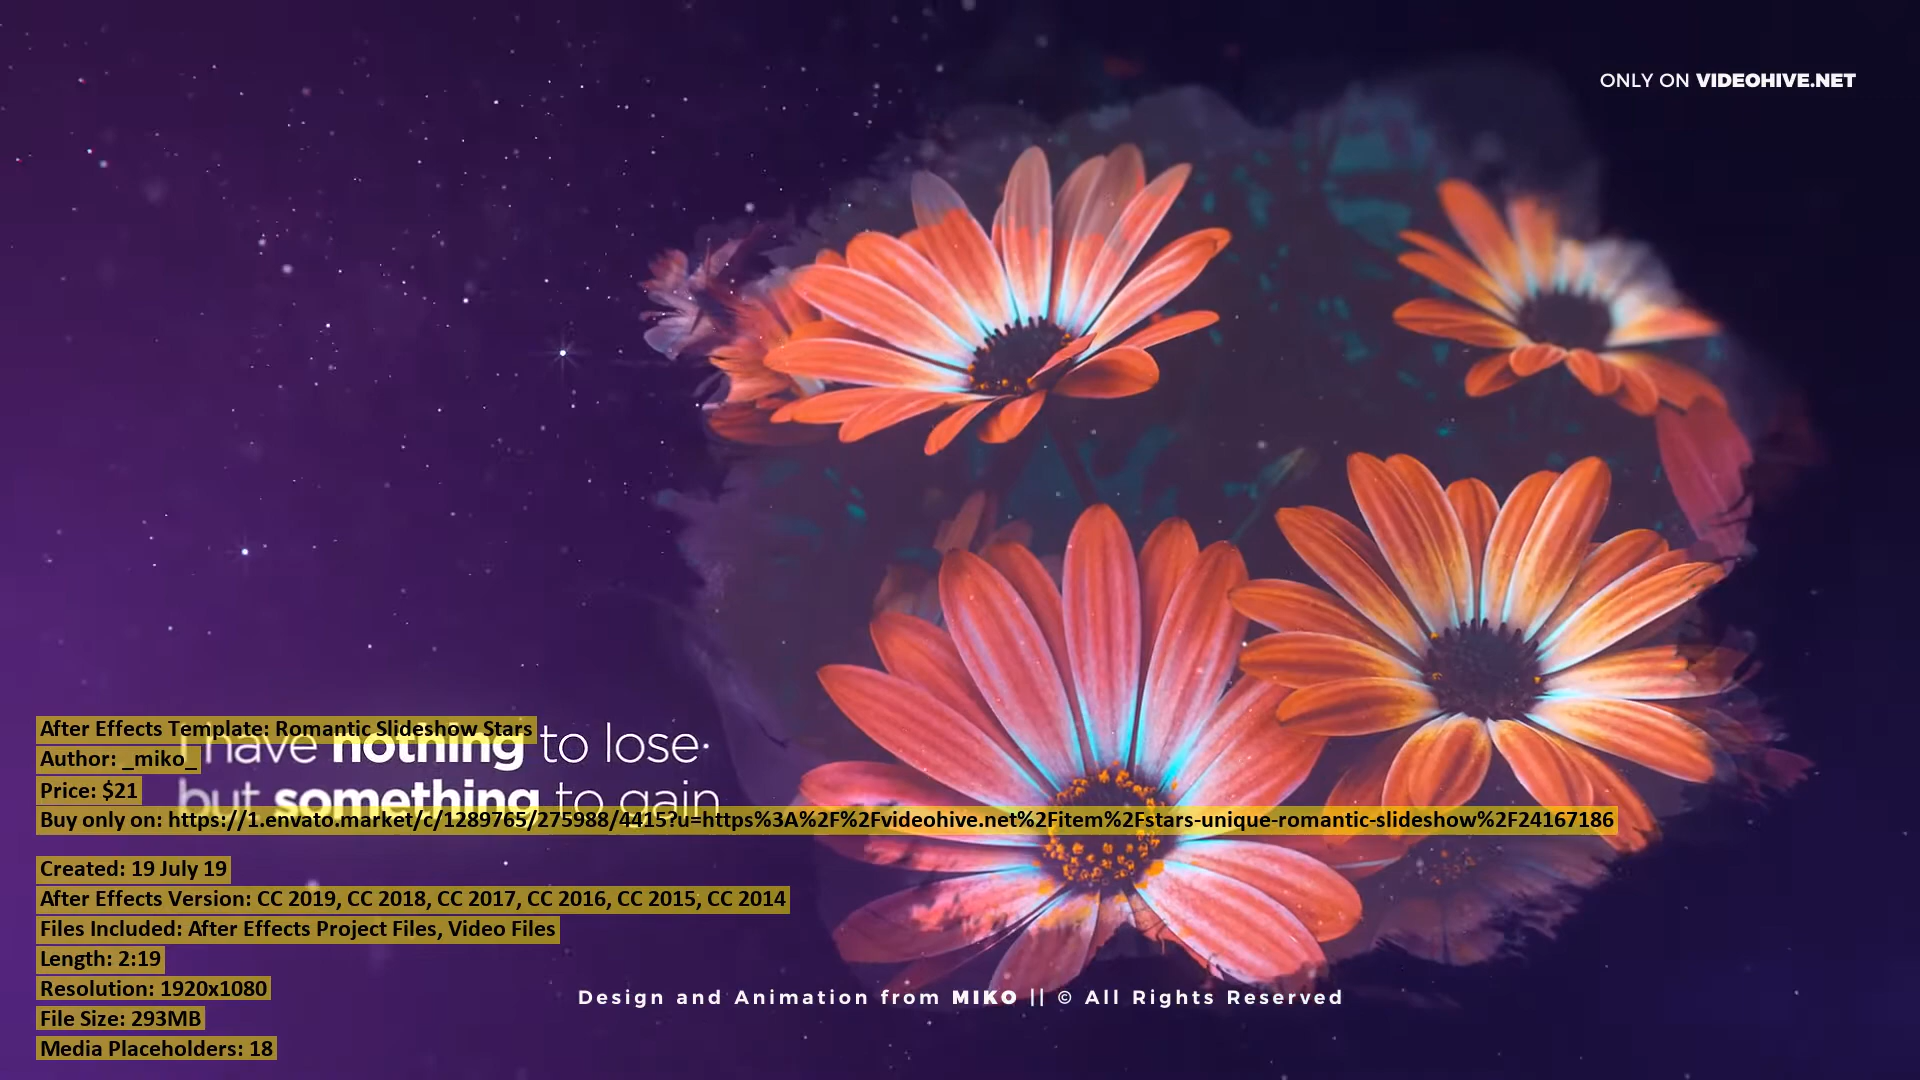 ONLY ON VIDEOHIVE.NET
After Effects Template: Romantic Slideshow Stars
I have nothing to lose
Author: _miko_
Price: $21
but something to gain
Buy only on: https://1.envato.market/c/1289765/275988/4415?u=https%3A%2F%2Fvideohive.net%2Fitem%2Fstars-unique-romantic-slideshow%2F24167186
Created: 19 July 19
After Effects Version: CC 2019, CC 2018, CC 2017, CC 2016, CC 2015, CC 2014
Files Included: After Effects Project Files, Video Files
Length: 2:19
Resolution: 1920x1080
Design and Animation from MIKO || © All Rights Reserved
File Size: 293MB
Media Placeholders: 18